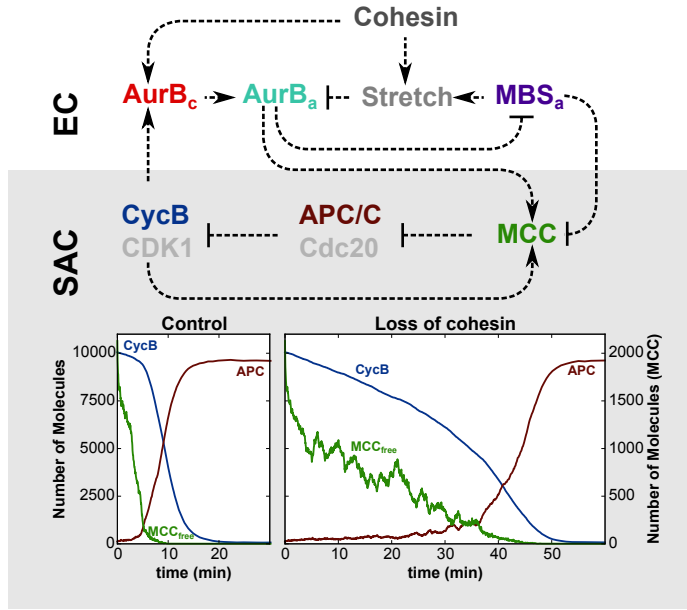 Cohesin
EC
AurBc AurBa Stretch MBSa
SAC
CycB APC/C
CDK1 Cdc20 MCC
Control Loss of cohesin
Number of Molecules
10000
7500
5000
2500
0
CycB
APC
MCCfree
0 10 20
time (min)
CycB
APC
MCCfree
0 10 20 30 40 50
time (min)
2000
1500
1000
500
0
Number of Molecules (MCC)